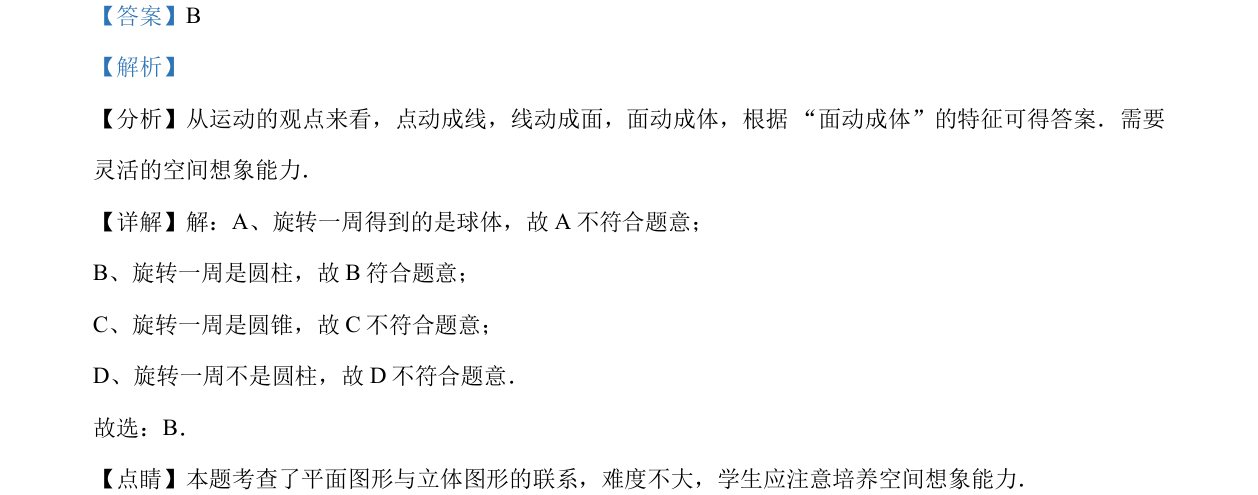 【答案】B
【解析】
【分析】从运动的观点来看，点动成线，线动成面，面动成体，根据 “面动成体”的特征可得答案．需要
灵活的空间想象能力．
【详解】解：A、旋转一周得到的是球体，故 A 不符合题意；
B、旋转一周是圆柱，故 B 符合题意；
C、旋转一周是圆锥，故 C 不符合题意；
D、旋转一周不是圆柱，故 D 不符合题意．
故选：B．
【点睛】本题考查了平面图形与立体图形的联系，难度不大，学生应注意培养空间想象能力．